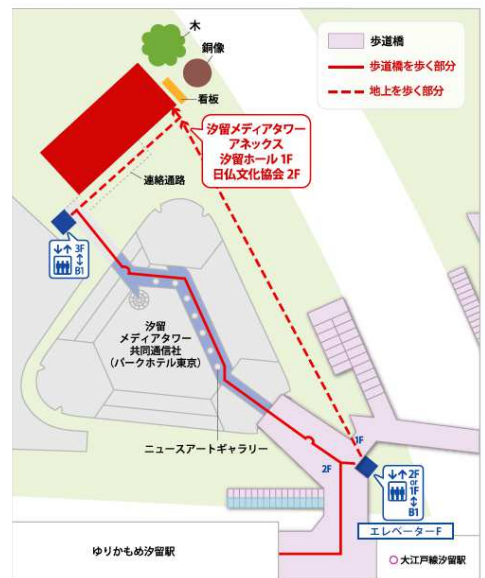 木
銅像
看板
歩道橋
歩道橋を歩く部分
地上を歩く部分
汐留メディアタワー
アネックス
汐留ホール 1F
日仏文化協会 2F
連絡通路
↓↑ 3F
↕
B1
汐留
メディアタワー
共同通信社
(パークホテル東京)
ニュースアートギャラリー
1F
2F
↓↑ 2F
or
1F
↕
B1
エレベーターF
ゆりかもめ汐留駅
大江戸線汐留駅